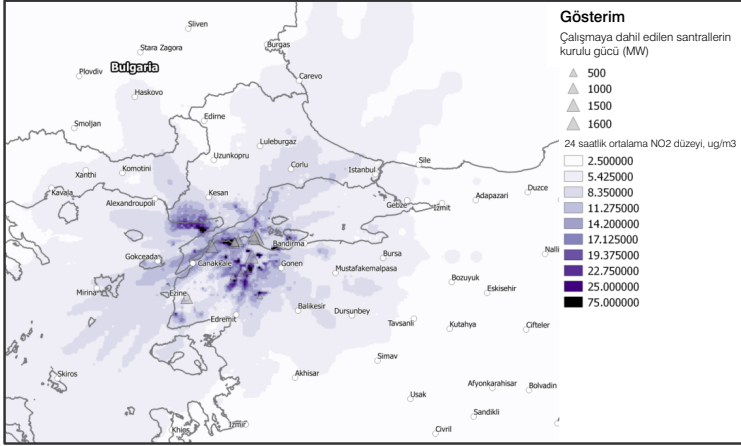 Sliven
Burgas
Stara Zagora
Bulgaria
Plovdiv
Carevo
Haskovo
Edirne
Smoljan
Luleburgaz
Uzunkopru
Komotini
Xanthi
Corlu
Istanbul
Sile
Duzce
Kavala
Kesan
Adapazari
Alexandroupoli
Gebze
Izmit
Bandirma
Nalli
Gokceada
Canakkale
Gonen
Bursa
Mustafakemalpasa
Bozuyuk
Mirina
Ezine
Eskisehir
Edremit
Balikesir
Dursunbey
Tavsanli
Kutahya
Cifteler
Simav
Skiros
Akhisar
Afyonkarahisar
Bolvadin
Usak
Sandikli
Khios
Izmir
Civril
Gösterim
Çalışmaya dahil edilen santrallerin
kurulu gücü (MW)
500
1000
1500
1600
24 saatlik ortalama NO2 düzeyi, ug/m3
2.500000
5.425000
8.350000
11.275000
14.200000
17.125000
19.375000
22.750000
25.000000
75.000000